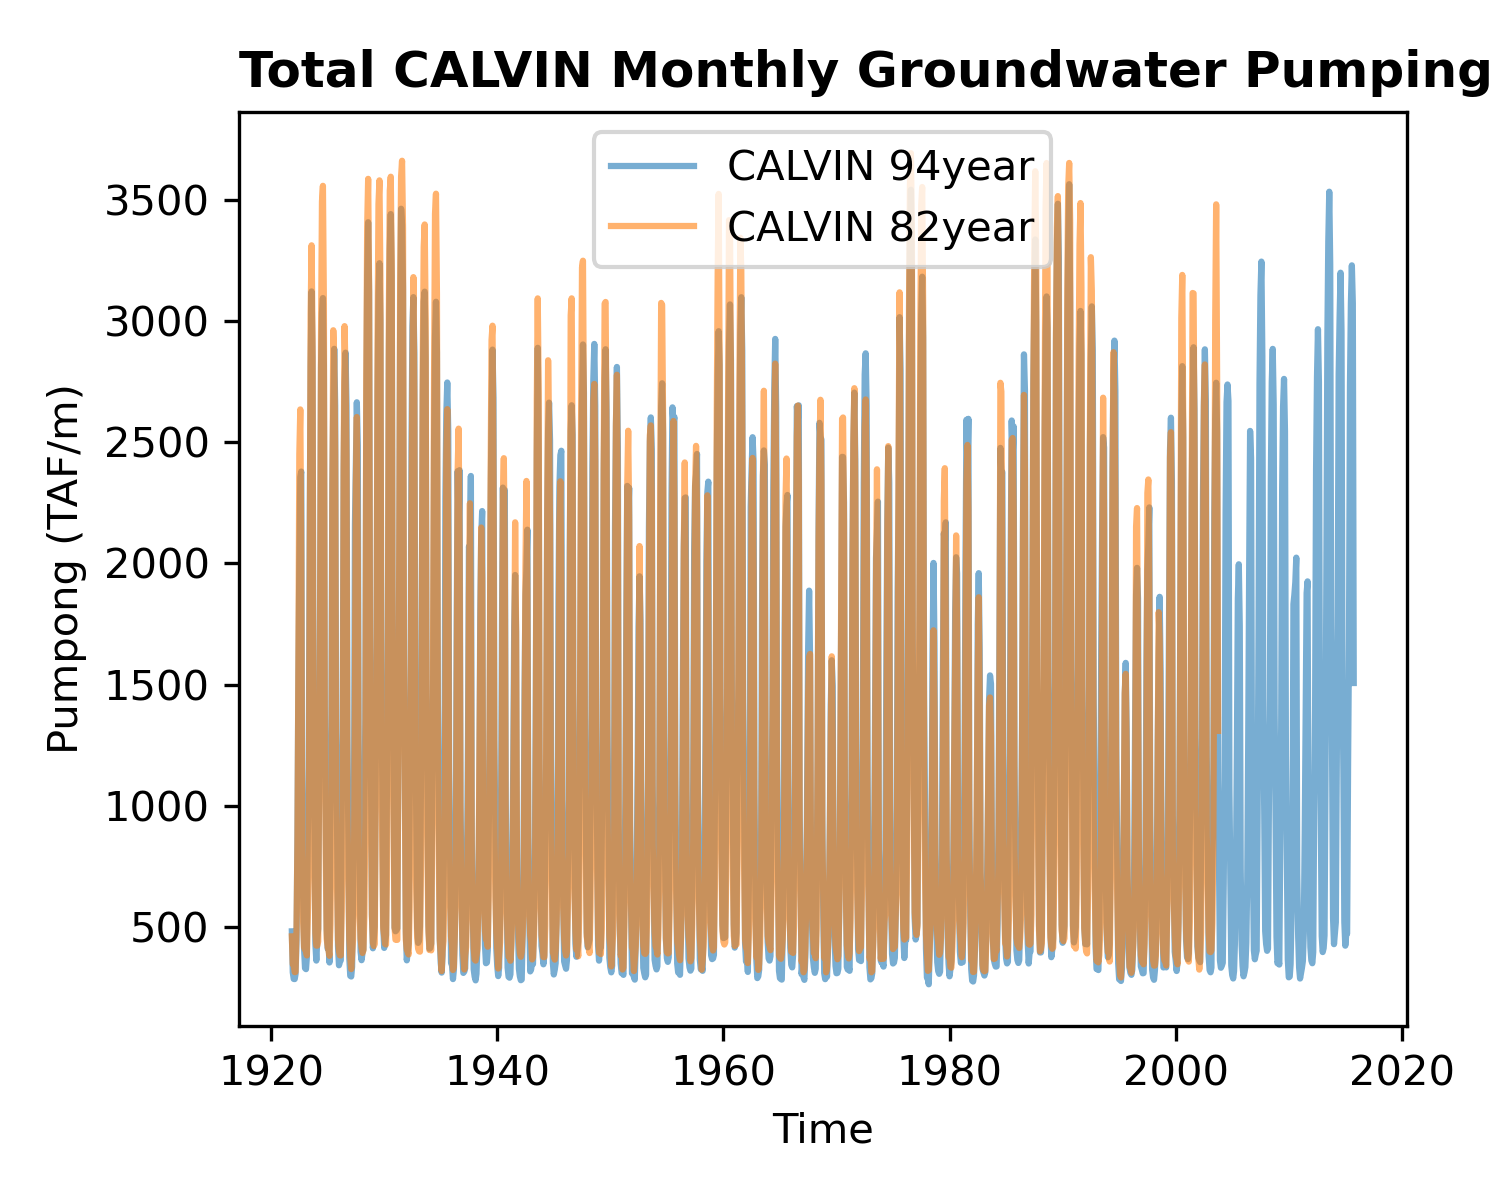 Total CALVIN Monthly Groundwater Pumping
CALVIN 94year
CALVIN 82year
Pumpong (TAF/m)
3500
3000
2500
2000
1500
1000
500
1920 1940 1960 1980 2000 2020
Time